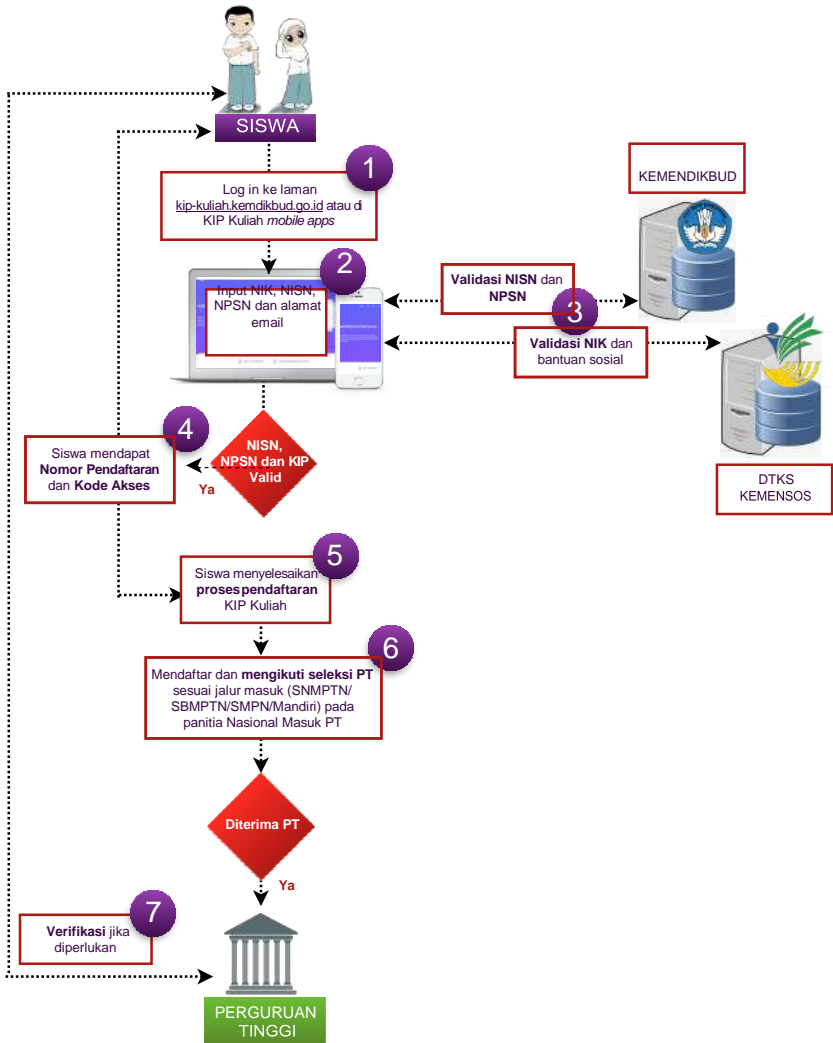 SISWA
1
Log in ke laman
kip-kuliah.kemdikbud.go.id atau di
KIP Kuliah mobile apps
2
Input NIK, NISN,
NPSN dan alamat
email
KEMENDIKBUD
Validasi NISN dan
NPSN
3
Validasi NIK dan
bantuan sosial
DTKS
KEMENSOS
NISN,
NPSN dan KIP
Valid
Ya
4
Siswa mendapat
Nomor Pendaftaran
dan Kode Akses
5
Siswa menyelesaikan
proses pendaftaran
KIP Kuliah
6
Mendaftar dan mengikuti seleksi PT
sesuai jalur masuk (SNMPTN/
SBMPTN/SMPN/Mandiri) pada
panitia Nasional Masuk PT
Diterima PT
Ya
7
Verifikasi jika
diperlukan
PERGURUAN
TINGGI